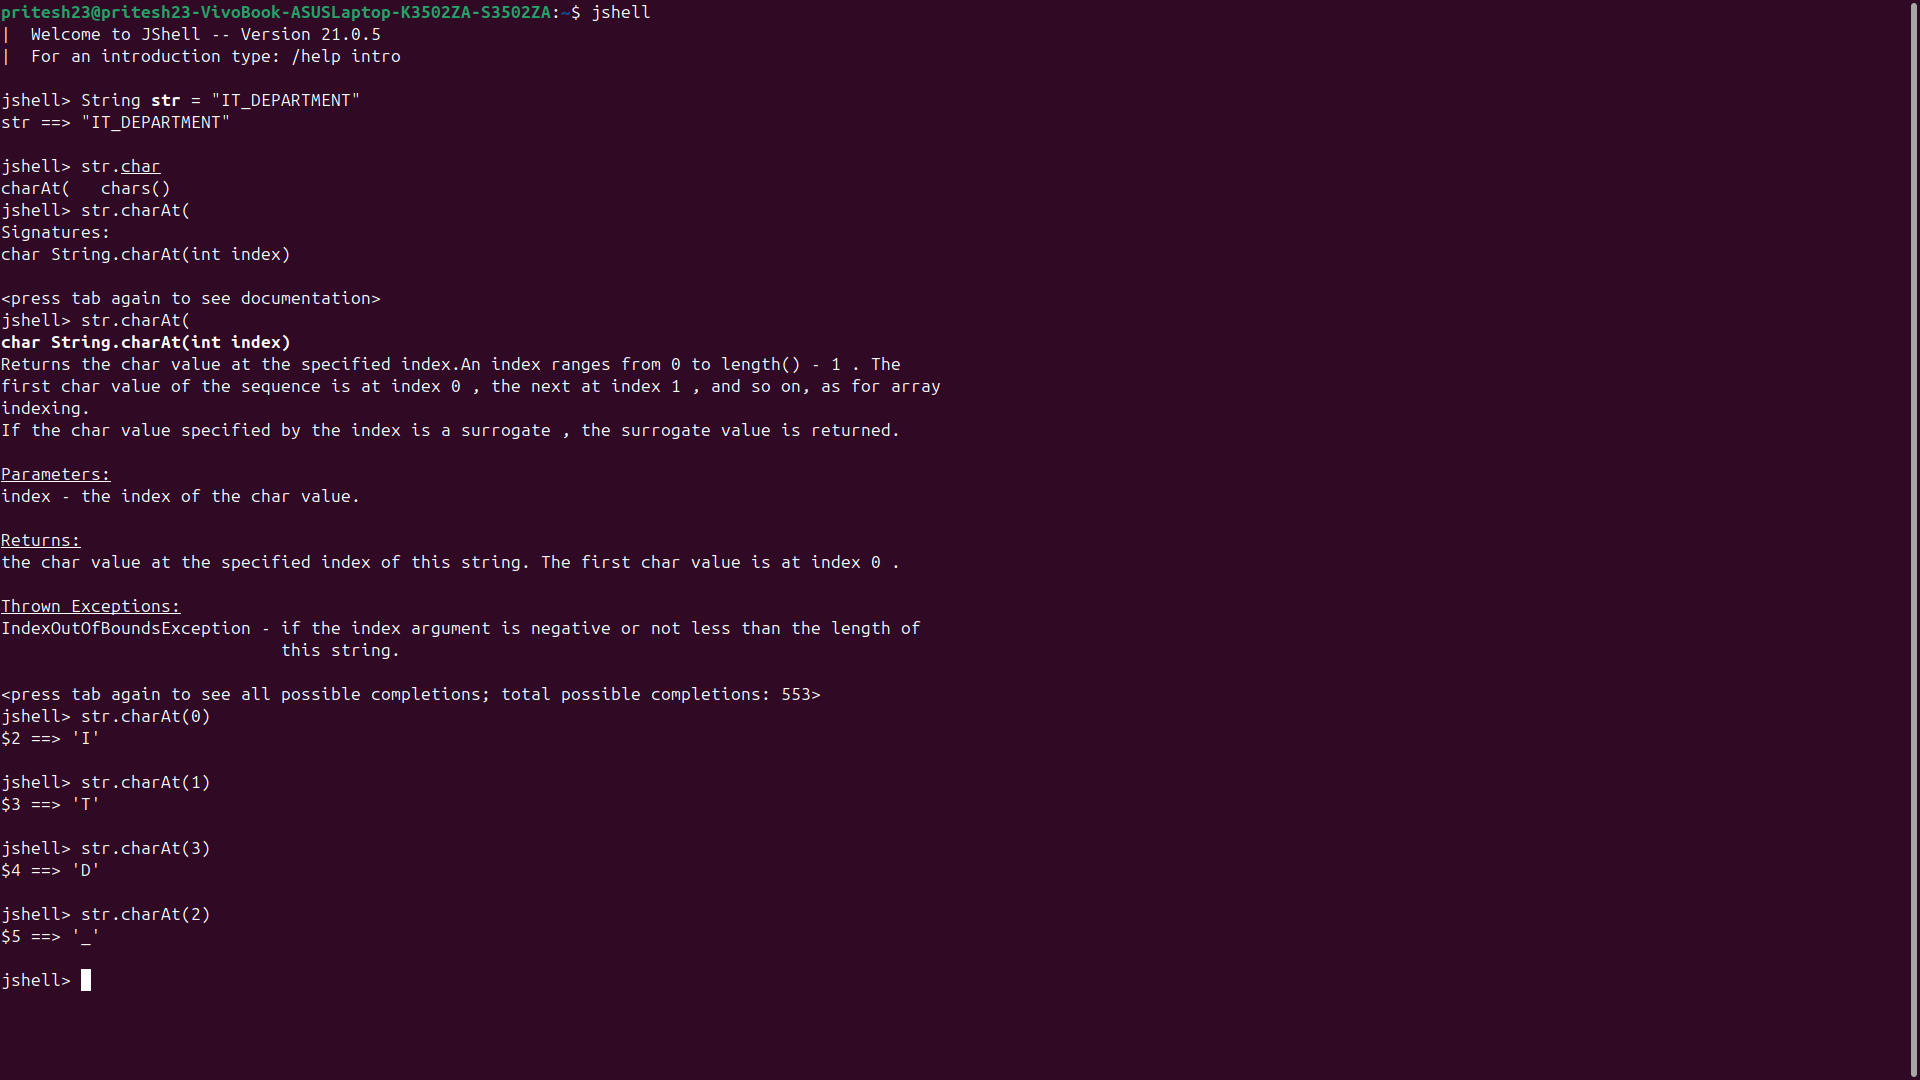 pritesh23@pritesh23-VivoBook-ASUSLaptop-K3502ZA-S3502ZA:~$ jshell
|  Welcome to JShell -- Version 21.0.5
|  For an introduction type: /help intro
jshell> String str = "IT_DEPARTMENT"
str ==> "IT_DEPARTMENT"
jshell> str.char
charAt(   chars()
jshell> str.charAt(
Signatures:
char String.charAt(int index)
<press tab again to see documentation>
jshell> str.charAt(
char String.charAt(int index)
Returns the char value at the specified index.An index ranges from 0 to length() - 1 . The
first char value of the sequence is at index 0 , the next at index 1 , and so on, as for array
indexing.
If the char value specified by the index is a surrogate , the surrogate value is returned.
Parameters:
index - the index of the char value.
Returns:
the char value at the specified index of this string. The first char value is at index 0 .
Thrown Exceptions:
IndexOutOfBoundsException - if the index argument is negative or not less than the length of
this string.
<press tab again to see all possible completions; total possible completions: 553>
jshell> str.charAt(0)
$2 ==> 'I'
jshell> str.charAt(1)
$3 ==> 'T'
jshell> str.charAt(3)
$4 ==> 'D'
jshell> str.charAt(2)
$5 ==> '_'
jshell>